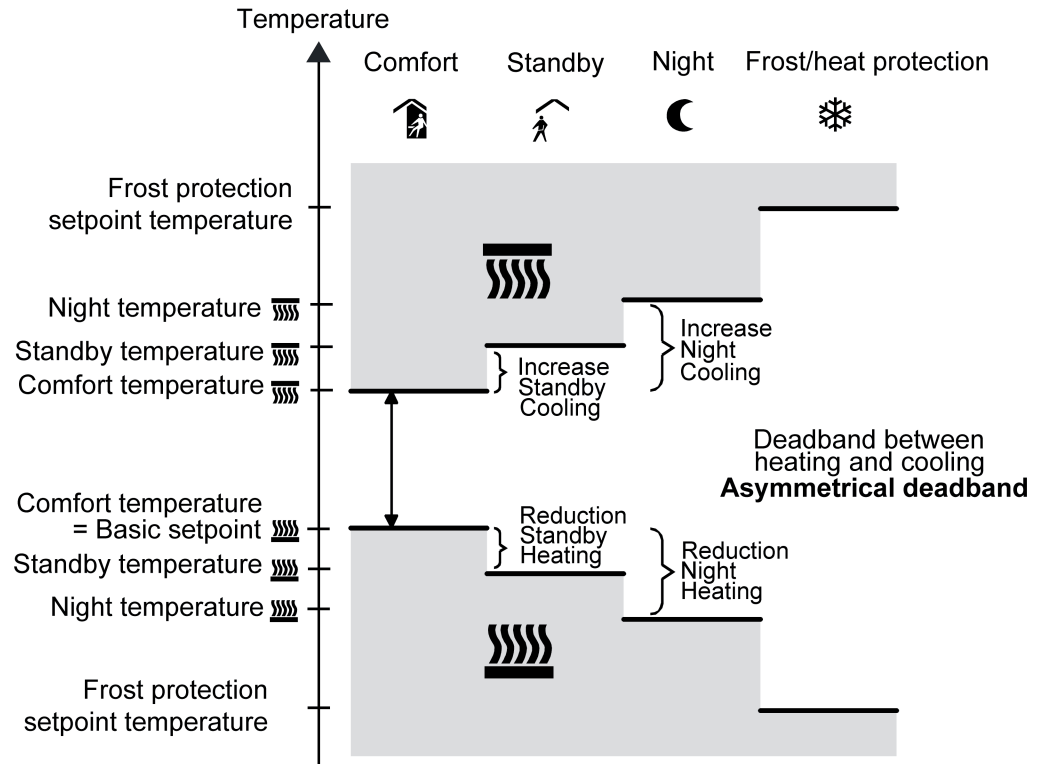 Temperature
Comfort
Standby
Night
Frost/heat protection
Frost protection
setpoint temperature
Night temperature
Standby temperature
Comfort temperature
Increase
Night
Cooling
Increase
Standby
Cooling
Deadband between
heating and cooling
Asymmetrical deadband
Comfort temperature
= Basic setpoint
Standby temperature
Night temperature
Reduction
Standby
Heating
Reduction
Night
Heating
Frost protection
setpoint temperature